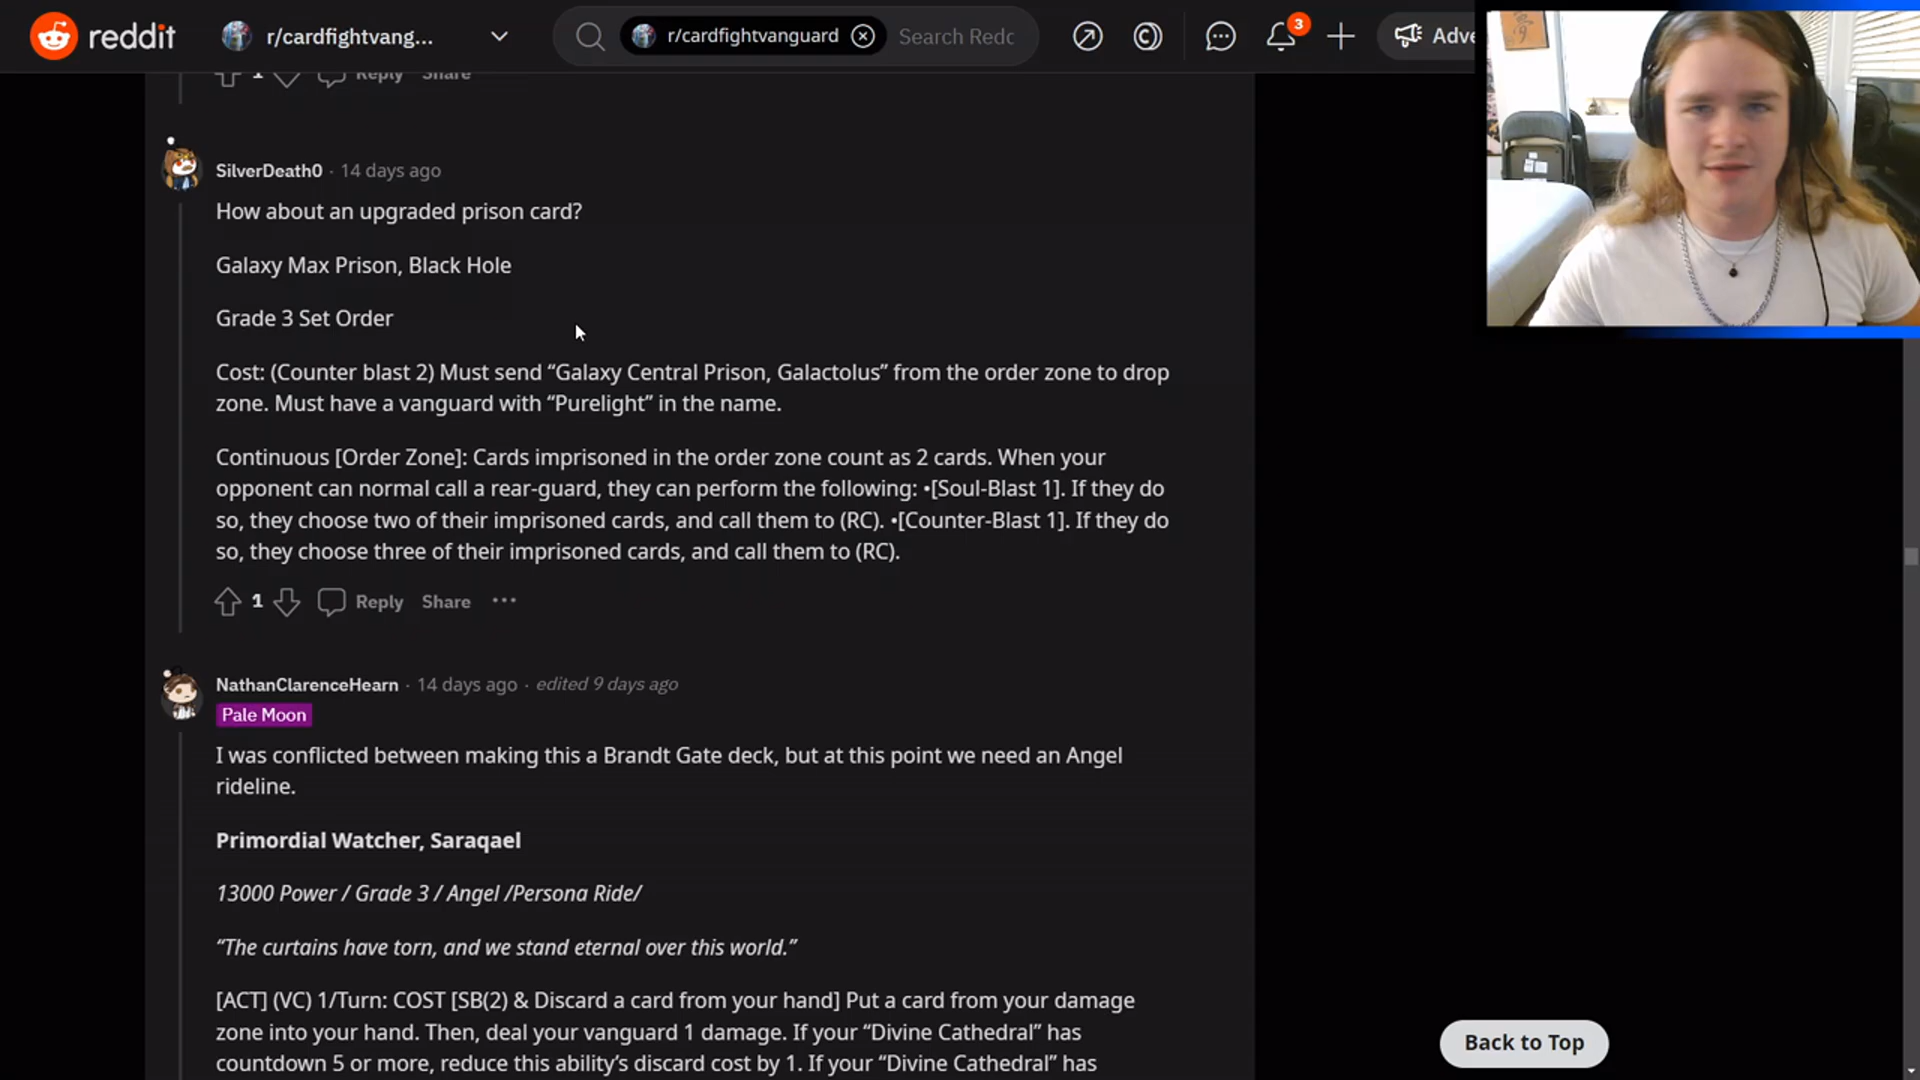 reddit
r/cardfightvang...
r/cardfightvanguard
Search Redc
3
Adve
1 Reply Share
SilverDeath0 · 14 days ago
How about an upgraded prison card?
Galaxy Max Prison, Black Hole
Grade 3 Set Order
Cost: (Counter blast 2) Must send “Galaxy Central Prison, Galactolus” from the order zone to drop
zone. Must have a vanguard with “Purelight” in the name.
Continuous [Order Zone]: Cards imprisoned in the order zone count as 2 cards. When your
opponent can normal call a rear-guard, they can perform the following: •[Soul-Blast 1]. If they do
so, they choose two of their imprisoned cards, and call them to (RC). •[Counter-Blast 1]. If they do
so, they choose three of their imprisoned cards, and call them to (RC).
1 Reply Share ···
NathanClarenceHearn · 14 days ago · edited 9 days ago
Pale Moon
I was conflicted between making this a Brandt Gate deck, but at this point we need an Angel
rideline.
Primordial Watcher, Saraqael
13000 Power / Grade 3 / Angel /Persona Ride/
“The curtains have torn, and we stand eternal over this world.”
[ACT] (VC) 1/Turn: COST [SB(2) & Discard a card from your hand] Put a card from your damage
zone into your hand. Then, deal your vanguard 1 damage. If your “Divine Cathedral” has
countdown 5 or more, reduce this ability’s discard cost by 1. If your “Divine Cathedral” has
Back to Top